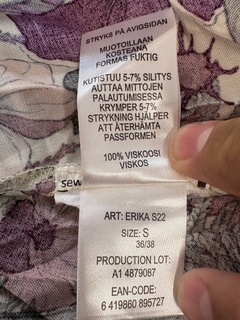 STRYKS PÅ AVIGSIDAN
MUOTOILLAAN
KOSTEANA
FORMAS FUKTIG
KUTISTUU 5-7% SILITYS
AUTTAA MITTOJEN
PALAUTUMISESSA
KRYMPER 5-7%
STRYKNING HJÄLPER
ATT ÅTERHÄMTA
PASSFORMEN
100% VISKOOSI
VISKOS
sew
ART: ERIKA S22
SIZE: S
36/38
PRODUCTION LOT:
A1 4879087
EAN-CODE:
6 419860 895727